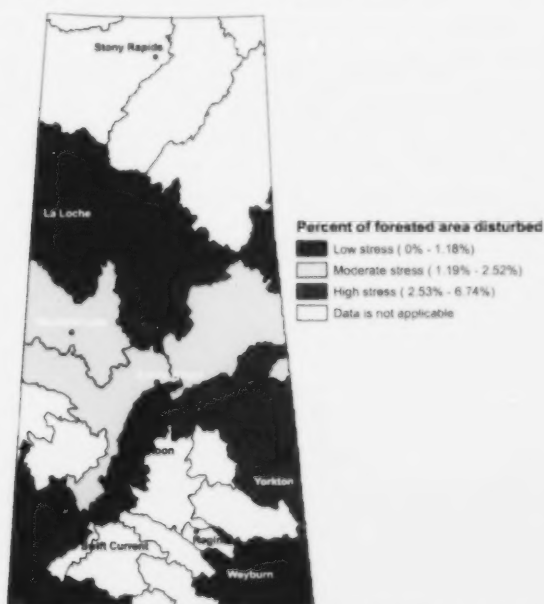 Stony Rapids
La Loche
Percent of forested area disturbed
Low stress ( 0% - 1.18%)
Moderate stress ( 1.19% - 2.52%)
High stress ( 2.53% - 6.74%)
Data is not applicable
Yorkton
Swift Current
Regina
Weyburn